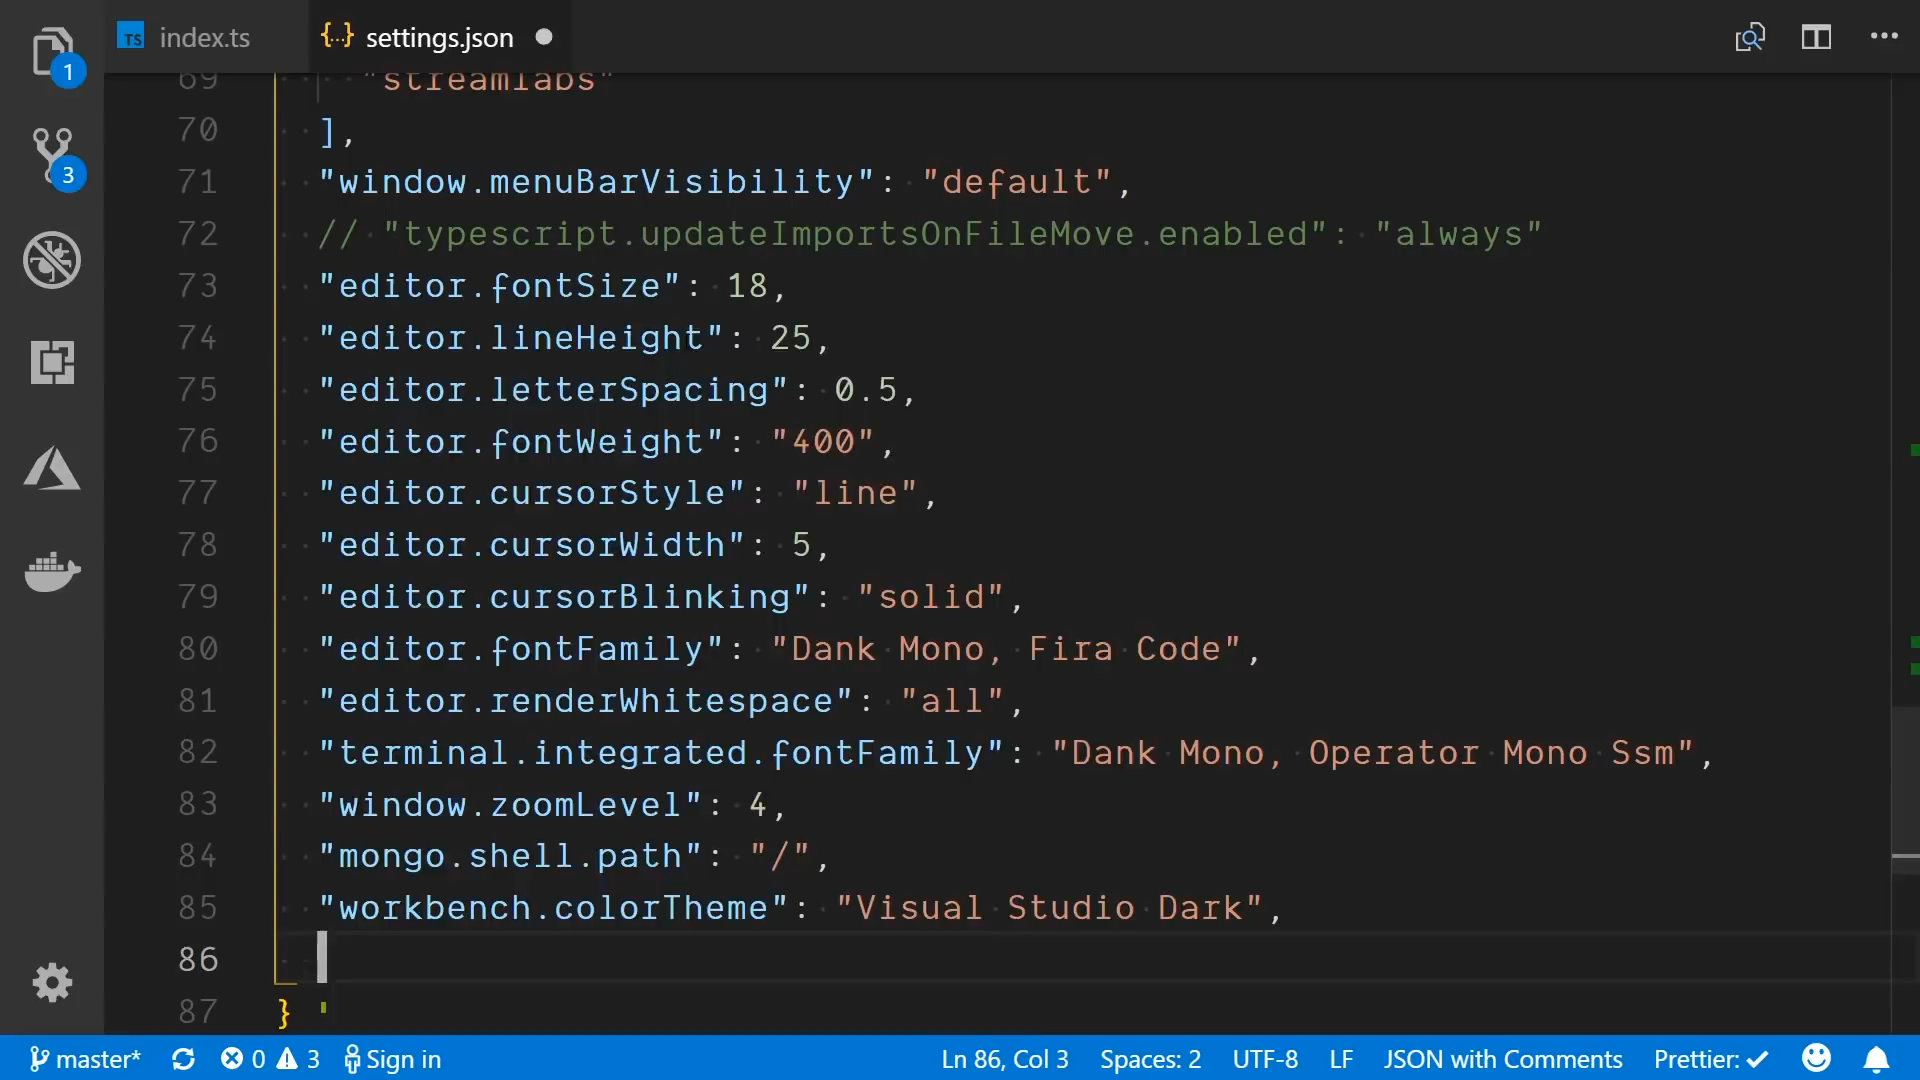 TS index.ts {..} settings.json
1
3
69 "streamlabs"
70 ],
71 "window.menuBarVisibility": "default",
72 // "typescript.updateImportsOnFileMove.enabled": "always"
73 "editor.fontSize": 18,
74 "editor.lineHeight": 25,
75 "editor.letterSpacing": 0.5,
76 "editor.fontWeight": "400",
77 "editor.cursorStyle": "line",
78 "editor.cursorWidth": 5,
79 "editor.cursorBlinking": "solid",
80 "editor.fontFamily": "Dank Mono, Fira Code",
81 "editor.renderWhitespace": "all",
82 "terminal.integrated.fontFamily": "Dank Mono, Operator Mono Ssm",
83 "window.zoomLevel": 4,
84 "mongo.shell.path": "/",
85 "workbench.colorTheme": "Visual Studio Dark",
86
87 }
master* 0 3 Sign in Ln 86, Col 3 Spaces: 2 UTF-8 LF JSON with Comments Prettier: ✓